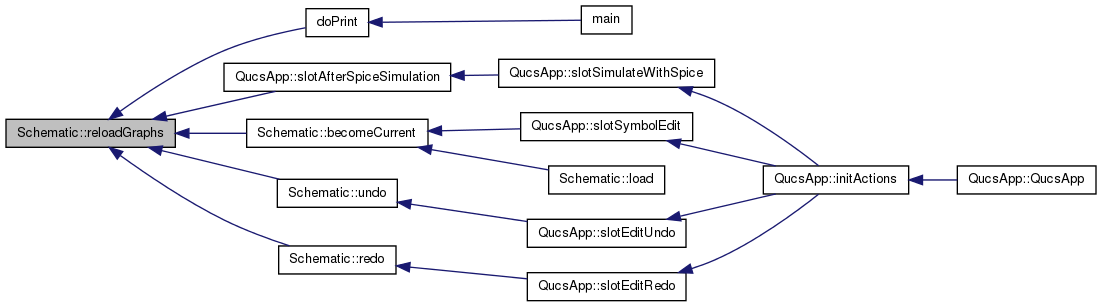 doPrint
main
QucsApp::slotAfterSpiceSimulation
QucsApp::slotSimulateWithSpice
Schematic::reloadGraphs
Schematic::becomeCurrent
QucsApp::slotSymbolEdit
Schematic::load
QucsApp::initActions
QucsApp::QucsApp
Schematic::undo
QucsApp::slotEditUndo
Schematic::redo
QucsApp::slotEditRedo